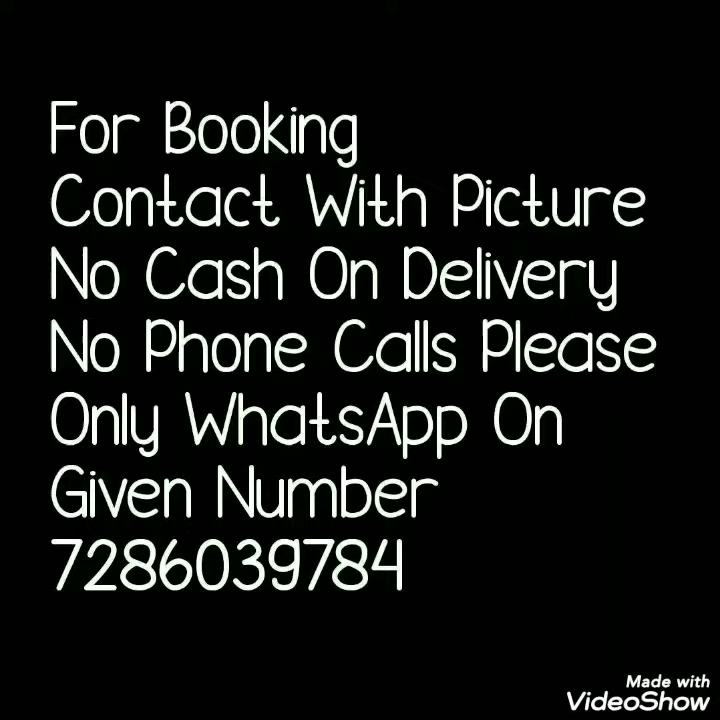 For Booking
Contact With Picture
No Cash On Delivery
No Phone Calls Please
Only WhatsApp On
Given Number
7286039784
Made with
VideoShow